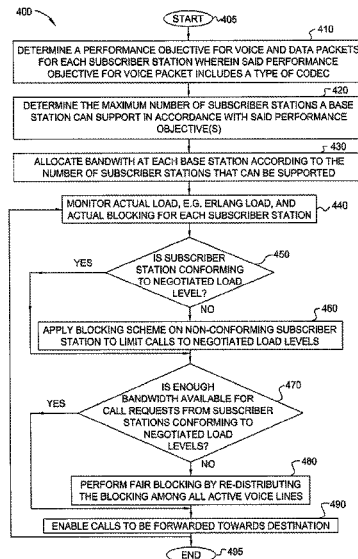 400
START
405
410
DETERMINE A PERFORMANCE OBJECTIVE FOR VOICE AND DATA PACKETS
FOR EACH SUBSCRIBER STATION WHEREIN SAID PERFORMANCE
OBJECTIVE FOR VOICE PACKET INCLUDES A TYPE OF CODEC
420
DETERMINE THE MAXIMUM NUMBER OF SUBSCRIBER STATIONS A BASE
STATION CAN SUPPORT IN ACCORDANCE WITH SAID PERFORMANCE
OBJECTIVE(S)
430
ALLOCATE BANDWITH AT EACH BASE STATION ACCORDING TO THE
NUMBER OF SUBSCRIBER STATIONS THAT CAN BE SUPPORTED
MONITOR ACTUAL LOAD, E.G. ERLANG LOAD, AND
ACTUAL BLOCKING FOR EACH SUBSCRIBER STATION
440
450
IS
SUBSCRIBER
STATION CONFORMING
TO NEGOTIATED LOAD
LEVEL?
YES
NO
460
APPLY BLOCKING SCHEME ON NON-CONFORMING SUBSCRIBER
STATION TO LIMIT CALLS TO NEGOTIATED LOAD LEVELS
470
IS ENOUGH
BANDWIDTH AVAILABLE FOR
CALL REQUESTS FROM SUBSCRIBER
STATIONS CONFORMING TO
NEGOTIATED LOAD
LEVELS?
YES
NO
480
PERFORM FAIR BLOCKING BY RE-DISTRIBUTING
THE BLOCKING AMONG ALL ACTIVE VOICE LINES
490
ENABLE CALLS TO BE FORWARDED TOWARDS DESTINATION
END
495